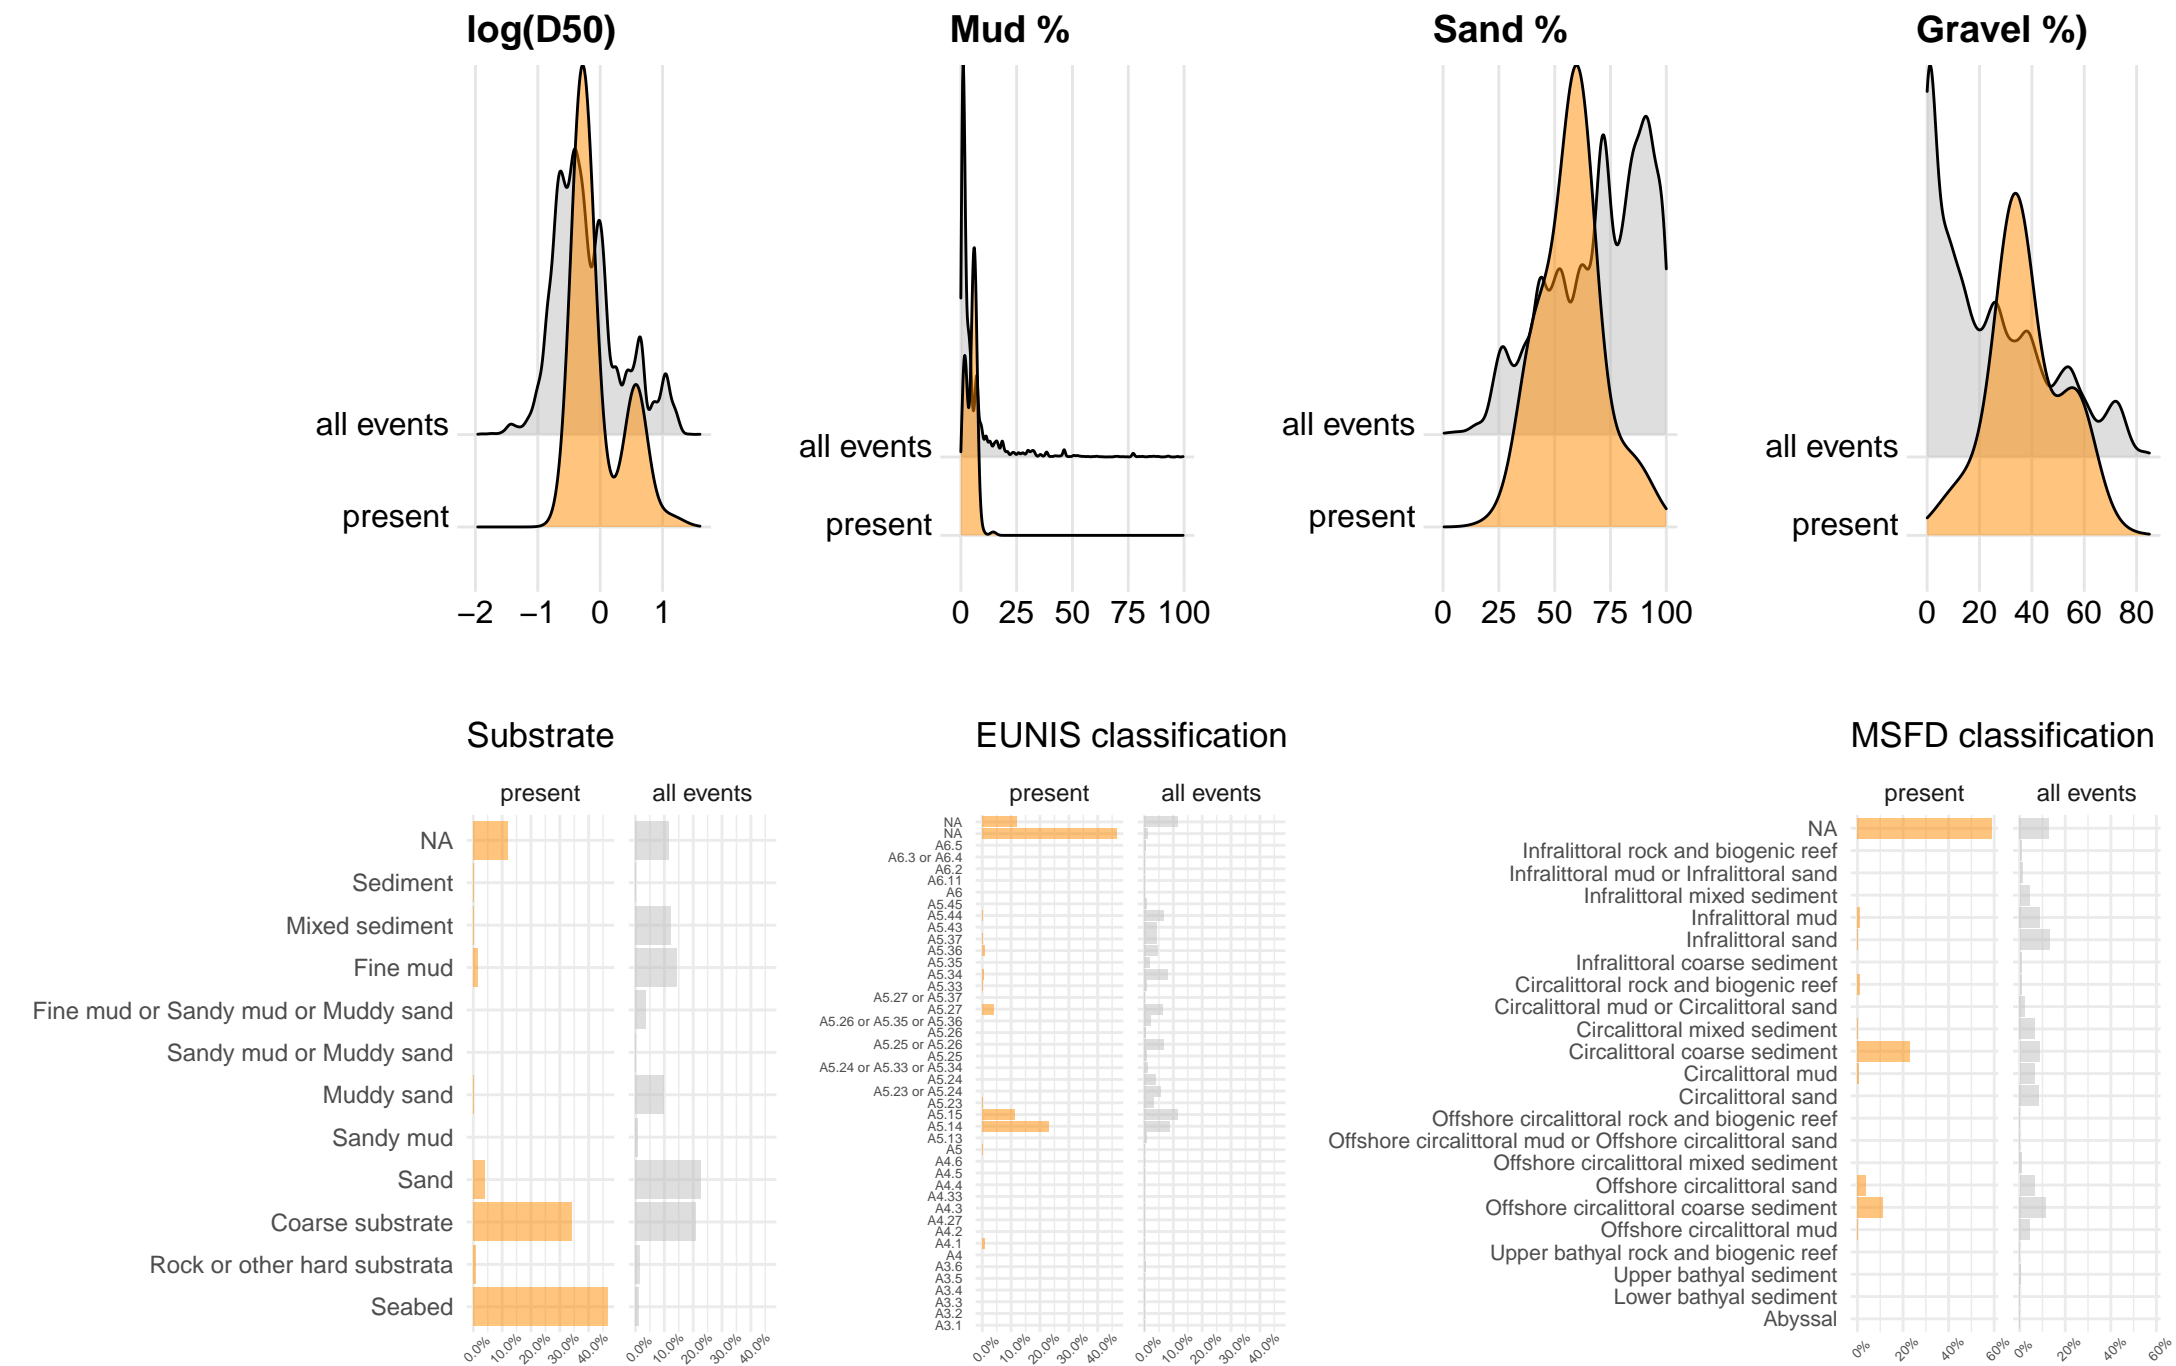 log(D50)
Mud %
Sand %
Gravel %)
all events
present
−2 −1 0 1
all events
present
0 25 50 75 100
all events
present
0 25 50 75 100
all events
present
0 20 40 60 80
Substrate
present all events
NA
Sediment
Mixed sediment
Fine mud
Fine mud or Sandy mud or Muddy sand
Sandy mud or Muddy sand
Muddy sand
Sandy mud
Sand
Coarse substrate
Rock or other hard substrata
Seabed
0.0% 10.0% 20.0% 30.0% 40.0% 0.0% 10.0% 20.0% 30.0% 40.0%
EUNIS classification
present all events
NA
NA
A6.5
A6.3 or A6.4
A6.2
A6.11
A6
A5.45
A5.44
A5.43
A5.37
A5.36
A5.35
A5.34
A5.33
A5.27 or A5.37
A5.27
A5.26 or A5.35 or A5.36
A5.26
A5.25 or A5.26
A5.25
A5.24 or A5.33 or A5.34
A5.24
A5.23 or A5.24
A5.23
A5.15
A5.14
A5.13
A5
A4.6
A4.5
A4.4
A4.33
A4.3
A4.27
A4.2
A4.1
A4
A3.6
A3.5
A3.4
A3.3
A3.2
A3.1
0.0% 10.0% 20.0% 30.0% 40.0% 0.0% 10.0% 20.0% 30.0% 40.0%
MSFD classification
present all events
NA
Infralittoral rock and biogenic reef
Infralittoral mud or Infralittoral sand
Infralittoral mixed sediment
Infralittoral mud
Infralittoral sand
Infralittoral coarse sediment
Circalittoral rock and biogenic reef
Circalittoral mud or Circalittoral sand
Circalittoral mixed sediment
Circalittoral coarse sediment
Circalittoral mud
Circalittoral sand
Offshore circalittoral rock and biogenic reef
Offshore circalittoral mud or Offshore circalittoral sand
Offshore circalittoral mixed sediment
Offshore circalittoral sand
Offshore circalittoral coarse sediment
Offshore circalittoral mud
Upper bathyal rock and biogenic reef
Upper bathyal sediment
Lower bathyal sediment
Abyssal
0% 20% 40% 60% 0% 20% 40% 60%